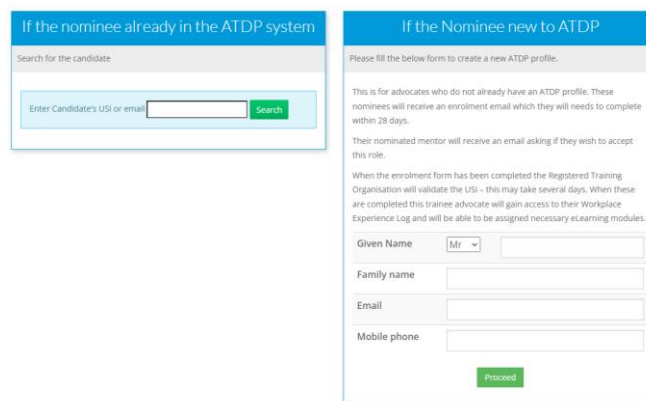 If the nominee already in the ATDP system
Search for the candidate
Enter Candidate's USI or email
Search
If the Nominee new to ATDP
Please fill the below form to create a new ATDP profile.
This is for advocates who do not already have an ATDP profile. These
nominees will receive an enrolment email which they will needs to complete
within 28 days.
Their nominated mentor will receive an email asking if they wish to accept
this role.
When the enrolment form has been completed the Registered Training
Organisation will validate the USI – this may take several days. When these
are completed this trainee advocate will gain access to their Workplace
Experience Log and will be able to be assigned necessary eLearning modules.
Given Name Mr
Family name
Email
Mobile phone
Proceed